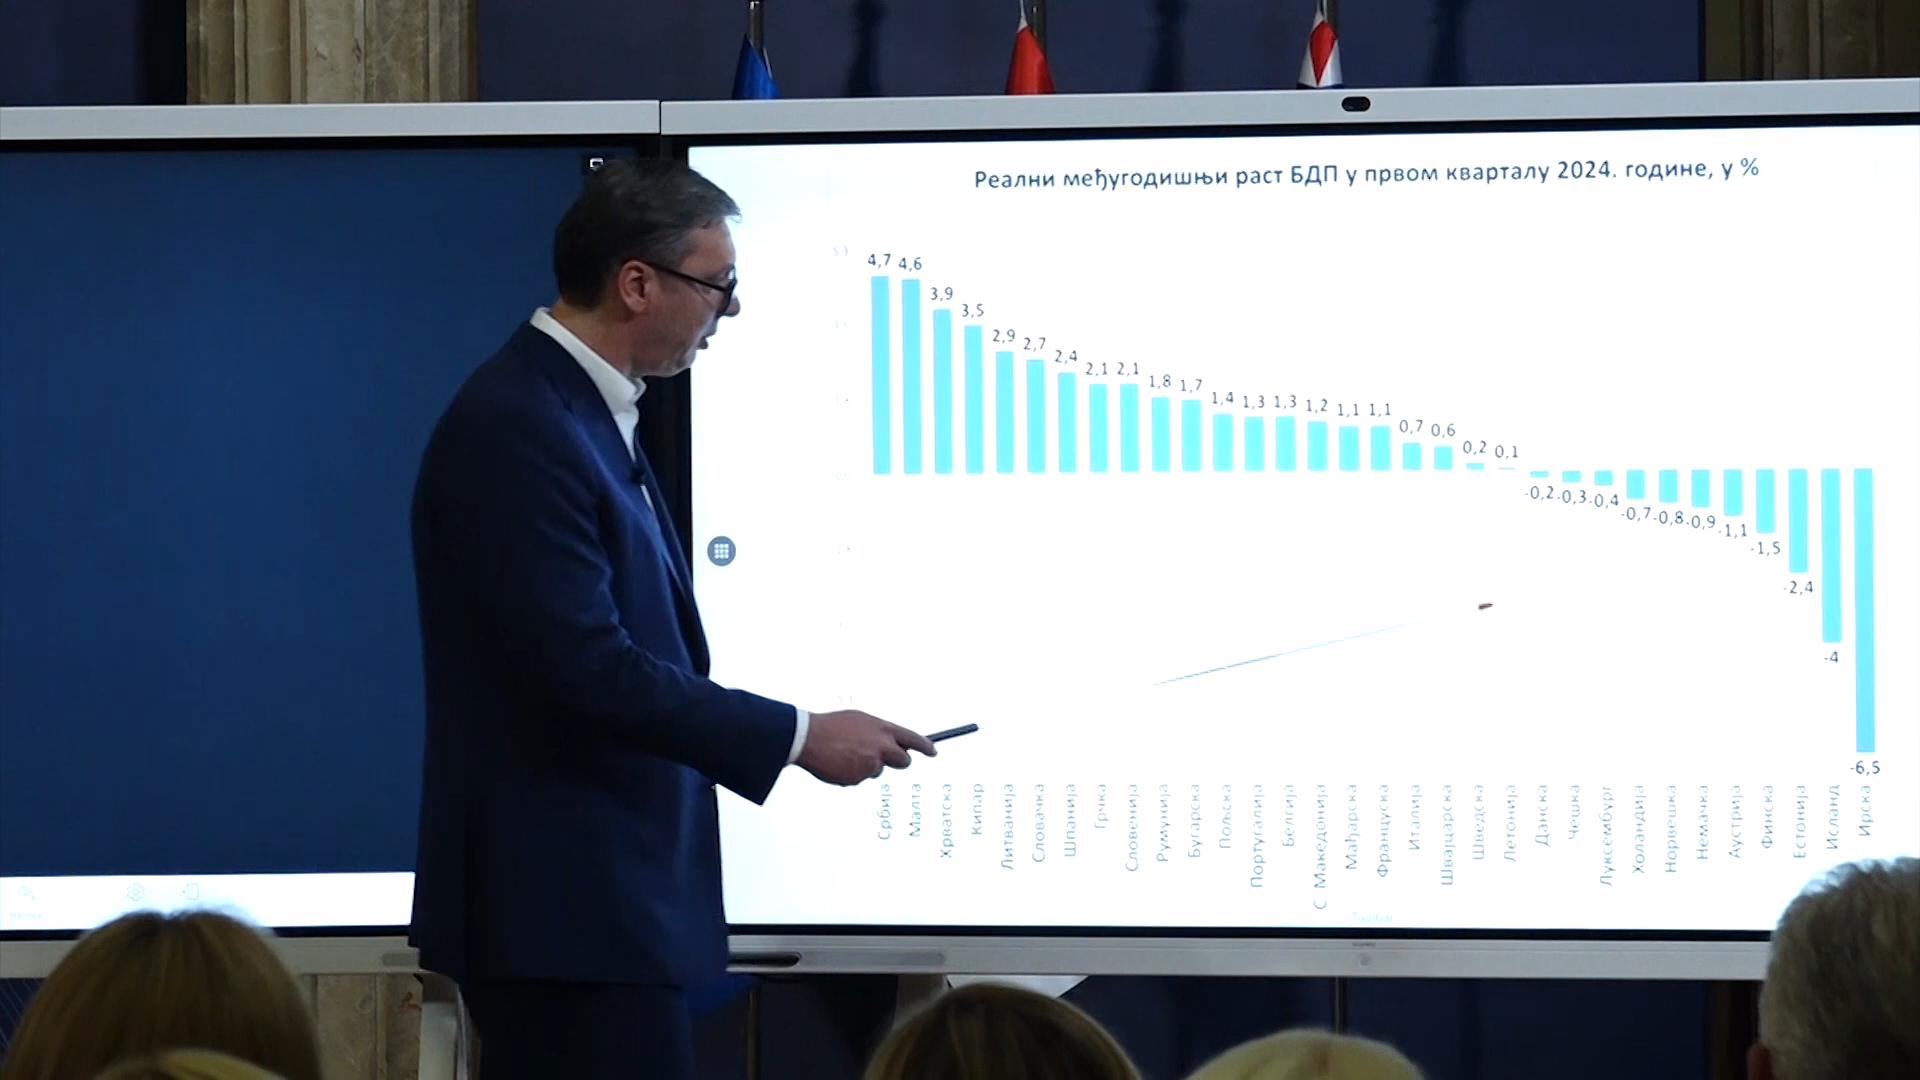 Реални међугодишњи раст БДП у првом кварталу 2024. године, у %
4,7 4,6 3,9 3,5 2,9 2,7 2,4 2,1 2,1 1,8 1,7 1,4 1,3 1,3 1,2 1,1 1,1 0,7 0,6 0,2 0,1
-0,2 -0,3 -0,4 -0,7 -0,8 -0,9 -1,1 -1,5 -2,4 -4 -6,5
Србија
Малта
Хрватска
Кипар
Литванија
Словачка
Шпанија
Грчка
Словенија
Румунија
Бугарска
Пољска
Португалија
Белгија
С Македонија
Мађарска
Француска
Италија
Швајцарска
Шведска
Летонија
Данска
Чешка
Луксембург
Холандија
Норвешка
Немачка
Аустрија
Финска
Естонија
Исланд
Ирска
Toolbar